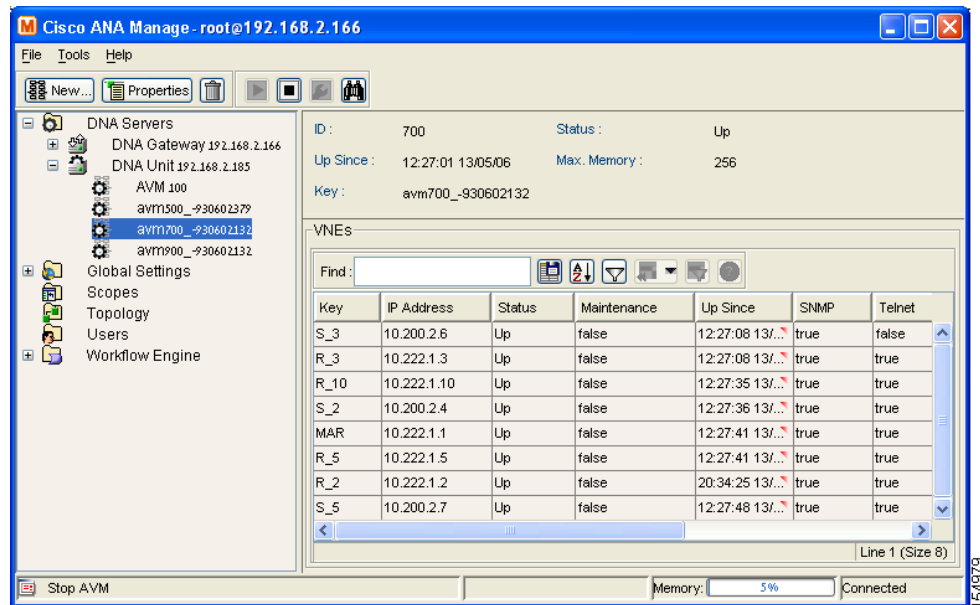 Cisco ANA Manage - root@192.168.2.166
File Tools Help
New... Properties
DNA Servers
DNA Gateway 192.168.2.166
DNA Unit 192.168.2.185
AVM 100
avm500_-930602379
avm700_-930602132
avm900_-930602132
Global Settings
Scopes
Topology
Users
Workflow Engine
ID : 700 Status : Up
Up Since : 12:27:01 13/05/06 Max. Memory : 256
Key : avm700_-930602132
VNEs
Find :
Key IP Address Status Maintenance Up Since SNMP Telnet
S_3 10.200.2.6 Up false 12:27:08 13/... true false
R_3 10.222.1.3 Up false 12:27:08 13/... true true
R_10 10.222.1.10 Up false 12:27:35 13/... true true
S_2 10.200.2.4 Up false 12:27:36 13/... true true
MAR 10.222.1.1 Up false 12:27:41 13/... true true
R_5 10.222.1.5 Up false 12:27:41 13/... true true
R_2 10.222.1.2 Up false 20:34:25 13/... true true
S_5 10.200.2.7 Up false 12:27:48 13/... true true
Line 1 (Size 8)
Stop AVM Memory: 5% Connected
154979